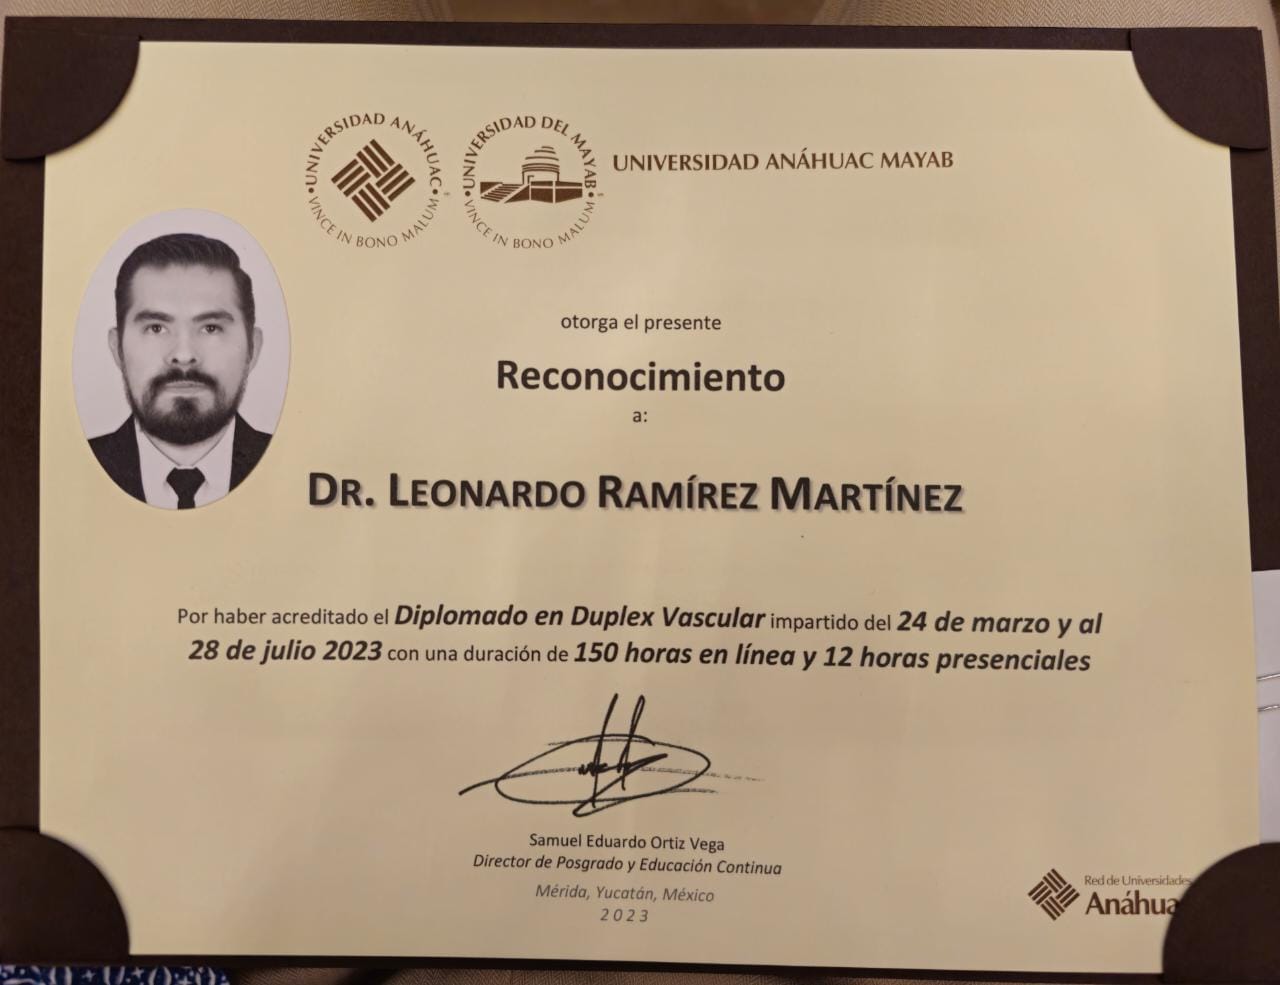 UNIVERSIDAD ANÁHUAC
VINCE IN BONO MALUM
UNIVERSIDAD DEL MAYAB
VINCE IN BONO MALUM
UNIVERSIDAD ANÁHUAC MAYAB
otorga el presente
Reconocimiento
a:
DR. LEONARDO RAMÍREZ MARTÍNEZ
Por haber acreditado el Diplomado en Duplex Vascular impartido del 24 de marzo y al
28 de julio 2023 con una duración de 150 horas en línea y 12 horas presenciales
Samuel Eduardo Ortiz Vega
Director de Posgrado y Educación Continua
Mérida, Yucatán, México
2023
Red de Universidades